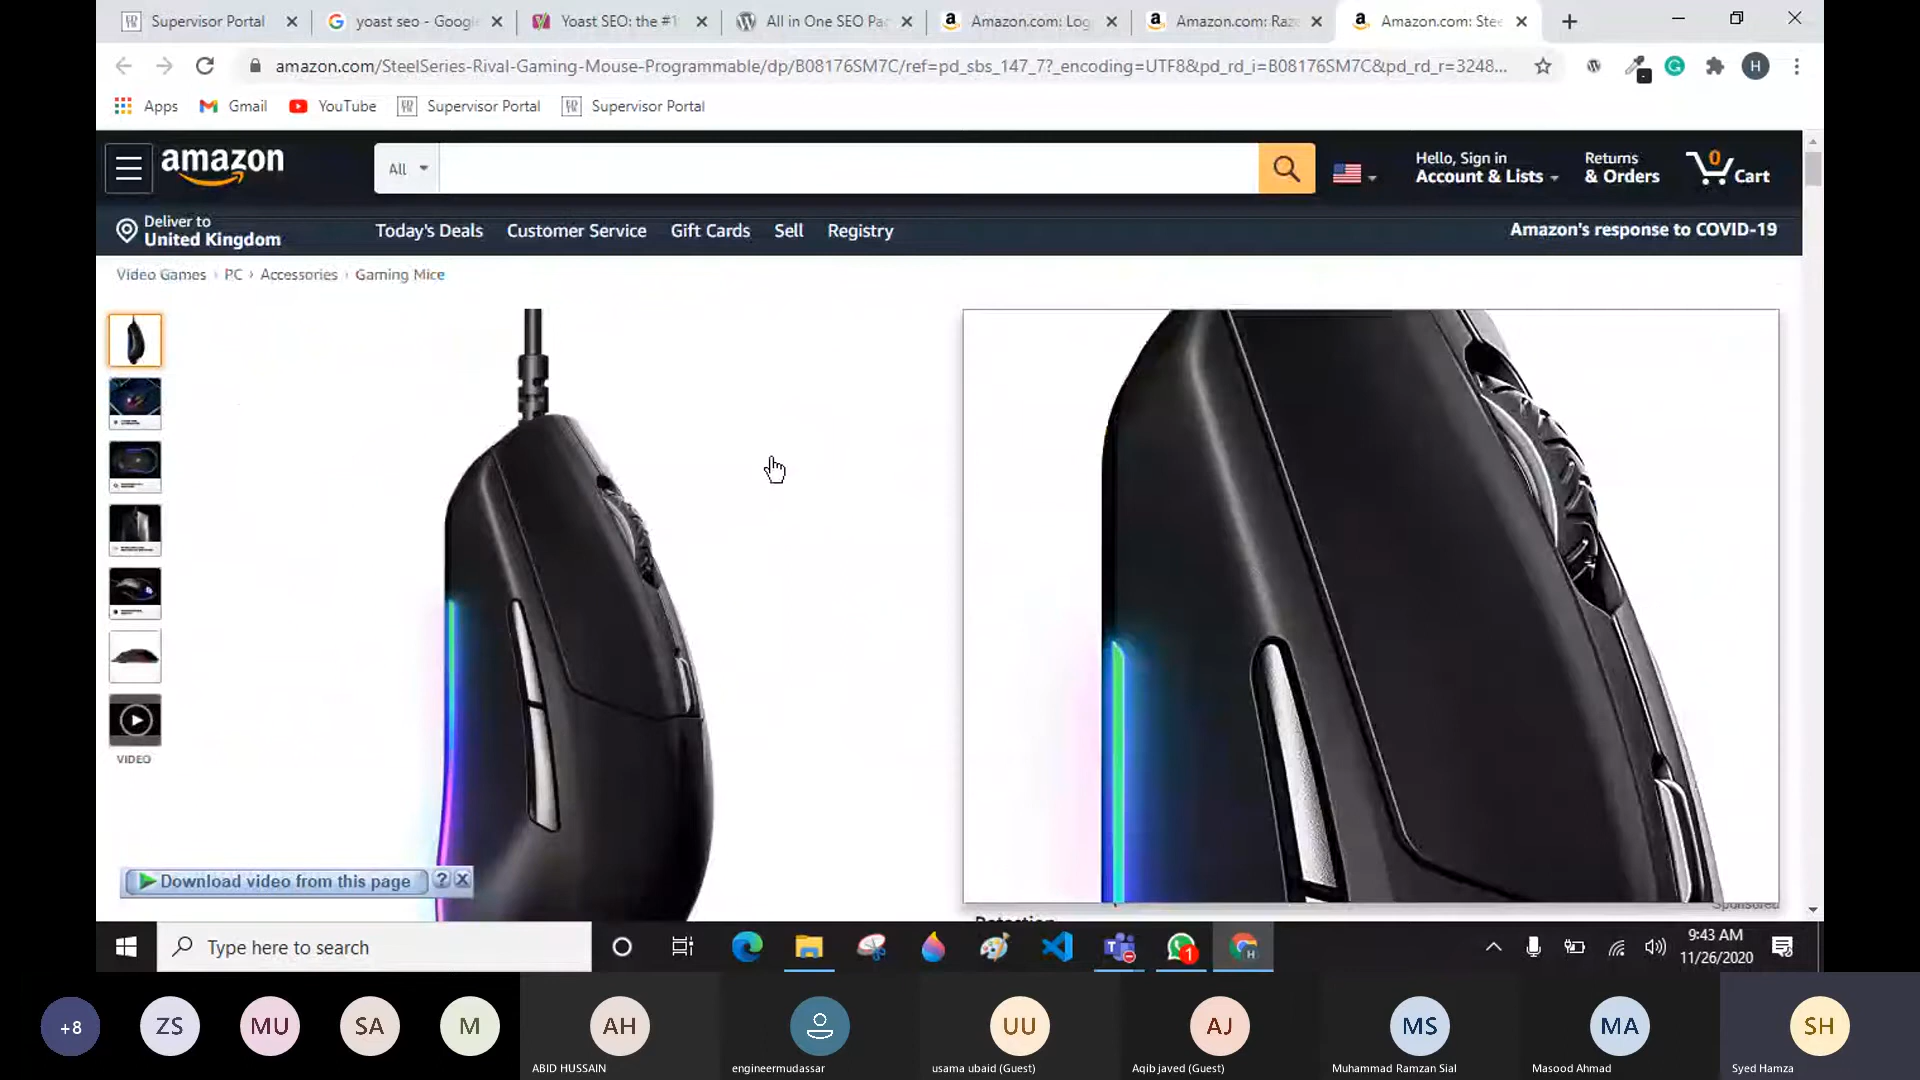 Supervisor Portal
yoast seo - Googl
Yoast SEO: the #1
All in One SEO Pac
Amazon.com: Log
Amazon.com: Raze
Amazon.com: Stee
amazon.com/SteelSeries-Rival-Gaming-Mouse-Programmable/dp/B08176SM7C/ref=pd_sbs_147_7?_encoding=UTF8&pd_rd_i=B08176SM7C&pd_rd_r=3248...
H
Apps
Gmail
YouTube
Supervisor Portal
Supervisor Portal
amazon
All
Hello, Sign in
Account & Lists
Returns
& Orders
0
Cart
Deliver to
United Kingdom
Today's Deals
Customer Service
Gift Cards
Sell
Registry
Amazon's response to COVID-19
Video Games › PC › Accessories › Gaming Mice
VIDEO
Download video from this page
?
Sponsored
Type here to search
1
9:43 AM
11/26/2020
+8
ZS
MU
SA
M
AH
UU
AJ
MS
MA
SH
ABID HUSSAIN
engineermudassar
usama ubaid (Guest)
Aqib javed (Guest)
Muhammad Ramzan Sial
Masood Ahmad
Syed Hamza